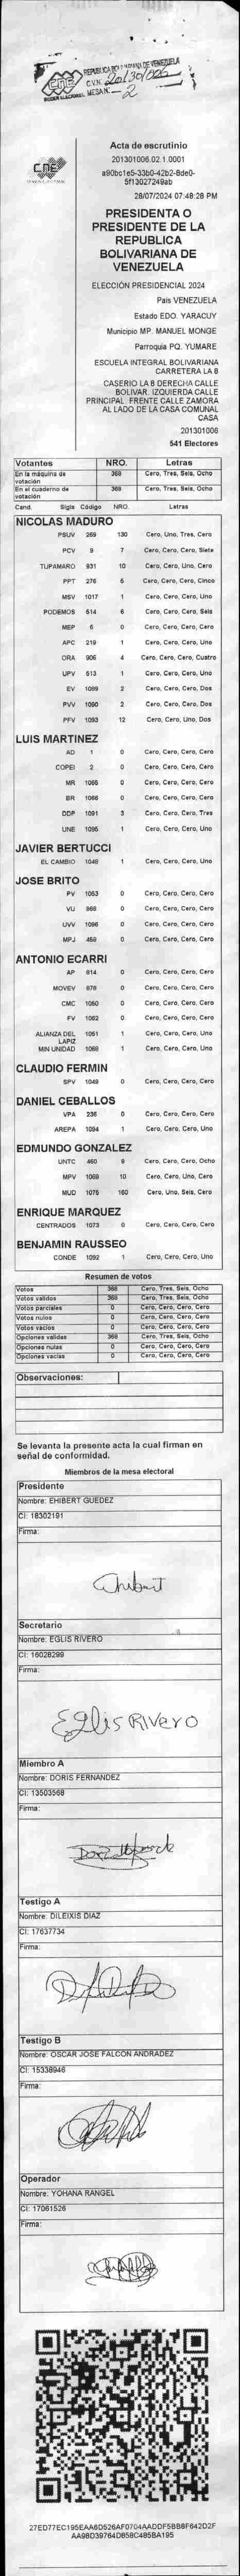 REPUBLICA BOLIVARIANA DE VENEZUELA
CNE
C.V.N. 20/30/006
PODER ELECTORAL MESA Nº 2
Acta de escrutinio
201301006.02.1.0001
a90bc1e5-33b0-42b2-8de0-
5f13027249ab
28/07/2024 07:48:28 PM
PRESIDENTA O
PRESIDENTE DE LA
REPUBLICA
BOLIVARIANA DE
VENEZUELA
ELECCIÓN PRESIDENCIAL 2024
Pais VENEZUELA
Estado EDO. YARACUY
Municipio MP. MANUEL MONGE
Parroquia PQ. YUMARE
ESCUELA INTEGRAL BOLIVARIANA
CARRETERA LA 8
CASERIO LA 8 DERECHA CALLE
BOLIVAR. IZQUIERDA CALLE
PRINCIPAL FRENTE CALLE ZAMORA
AL LADO DE LA CASA COMUNAL
CASA
201301006
541 Electores
Votantes NRO. Letras
En la máquina de votación 368 Cero, Tres, Seis, Ocho
En el cuaderno de votación 368 Cero, Tres, Seis, Ocho
Cand. Sigla Código NRO. Letras
NICOLAS MADURO
PSUV 269 130 Cero, Uno, Tres, Cero
PCV 9 7 Cero, Cero, Cero, Siete
TUPAMARO 931 10 Cero, Cero, Uno, Cero
PPT 276 5 Cero, Cero, Cero, Cinco
MSV 1017 1 Cero, Cero, Cero, Uno
PODEMOS 514 6 Cero, Cero, Cero, Seis
MEP 6 0 Cero, Cero, Cero, Cero
APC 219 1 Cero, Cero, Cero, Uno
ORA 906 4 Cero, Cero, Cero, Cuatro
UPV 513 1 Cero, Cero, Cero, Uno
EV 1089 2 Cero, Cero, Cero, Dos
PVV 1090 2 Cero, Cero, Cero, Dos
PFV 1093 12 Cero, Cero, Uno, Dos
LUIS MARTINEZ
AD 1 0 Cero, Cero, Cero, Cero
COPEI 2 0 Cero, Cero, Cero, Cero
MR 1065 0 Cero, Cero, Cero, Cero
BR 1066 0 Cero, Cero, Cero, Cero
DDP 1091 3 Cero, Cero, Cero, Tres
UNE 1095 1 Cero, Cero, Cero, Uno
JAVIER BERTUCCI
EL CAMBIO 1048 1 Cero, Cero, Cero, Uno
JOSE BRITO
PV 1053 0 Cero, Cero, Cero, Cero
VU 868 0 Cero, Cero, Cero, Cero
UVV 1096 0 Cero, Cero, Cero, Cero
MPJ 459 0 Cero, Cero, Cero, Cero
ANTONIO ECARRI
AP 814 0 Cero, Cero, Cero, Cero
MOVEV 878 0 Cero, Cero, Cero, Cero
CMC 1050 0 Cero, Cero, Cero, Cero
FV 1062 0 Cero, Cero, Cero, Cero
ALIANZA DEL LAPIZ 1051 1 Cero, Cero, Cero, Uno
MIN UNIDAD 1068 1 Cero, Cero, Cero, Uno
CLAUDIO FERMIN
SPV 1049 0 Cero, Cero, Cero, Cero
DANIEL CEBALLOS
VPA 236 0 Cero, Cero, Cero, Cero
AREPA 1094 1 Cero, Cero, Cero, Uno
EDMUNDO GONZALEZ
UNTC 460 8 Cero, Cero, Cero, Ocho
MPV 1069 10 Cero, Cero, Uno, Cero
MUD 1075 160 Cero, Uno, Seis, Cero
ENRIQUE MARQUEZ
CENTRADOS 1073 0 Cero, Cero, Cero, Cero
BENJAMIN RAUSSEO
CONDE 1092 1 Cero, Cero, Cero, Uno
Resumen de votos
Votos 368 Cero, Tres, Seis, Ocho
Votos validos 368 Cero, Tres, Seis, Ocho
Votos parciales 0 Cero, Cero, Cero, Cero
Votos nulos 0 Cero, Cero, Cero, Cero
Votos vacios 0 Cero, Cero, Cero, Cero
Opciones validas 368 Cero, Tres, Seis, Ocho
Opciones nulas 0 Cero, Cero, Cero, Cero
Opciones vacias 0 Cero, Cero, Cero, Cero
Observaciones:
Se levanta la presente acta la cual firman en
señal de conformidad.
Miembros de la mesa electoral
Presidente
Nombre: EHIBERT GUEDEZ
CI: 18302191
Firma:
Ehibert
Secretario
Nombre: EGLIS RIVERO
CI: 16028299
Firma:
Eglis Rivero
Miembro A
Nombre: DORIS FERNANDEZ
CI: 13503568
Firma:
Testigo A
Nombre: DILEIXIS DIAZ
CI: 17637734
Firma:
Testigo B
Nombre: OSCAR JOSE FALCON ANDRADEZ
CI: 15338946
Firma:
Operador
Nombre: YOHANA RANGEL
CI: 17061526
Firma:
27ED77EC195EAA6D526AF0704AADDF5BB8F642D2F
AA98D39764D858C485BA195